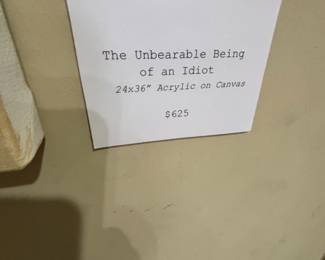 The Unbearable Being
of an Idiot
24x36" Acrylic on Canvas
$625